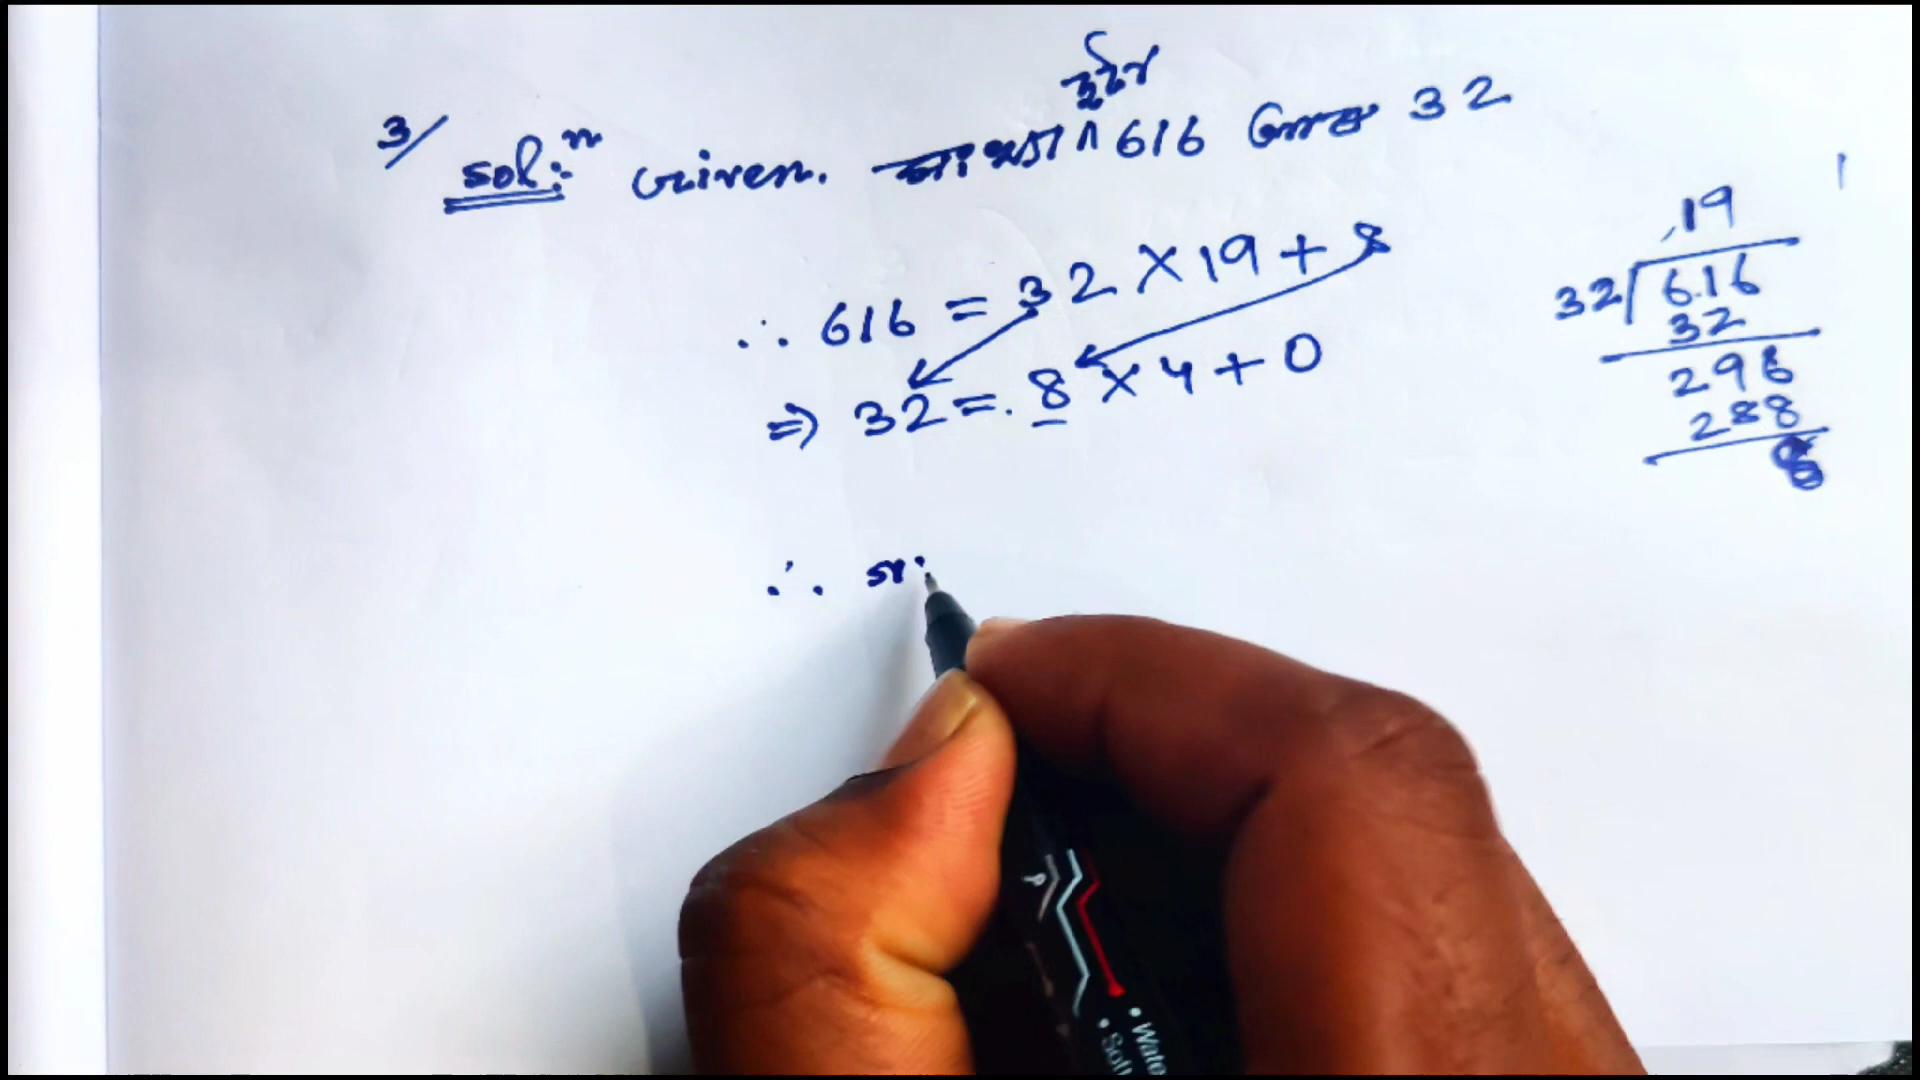 3/ Sol:ⁿ Given. সংখ্যা দুটি ∧ 616 আৰু 32
∴ 616 = 32 × 19 + 8
⇒ 32 = 8 × 4 + 0
∴
19
32 616
32
296
288
8